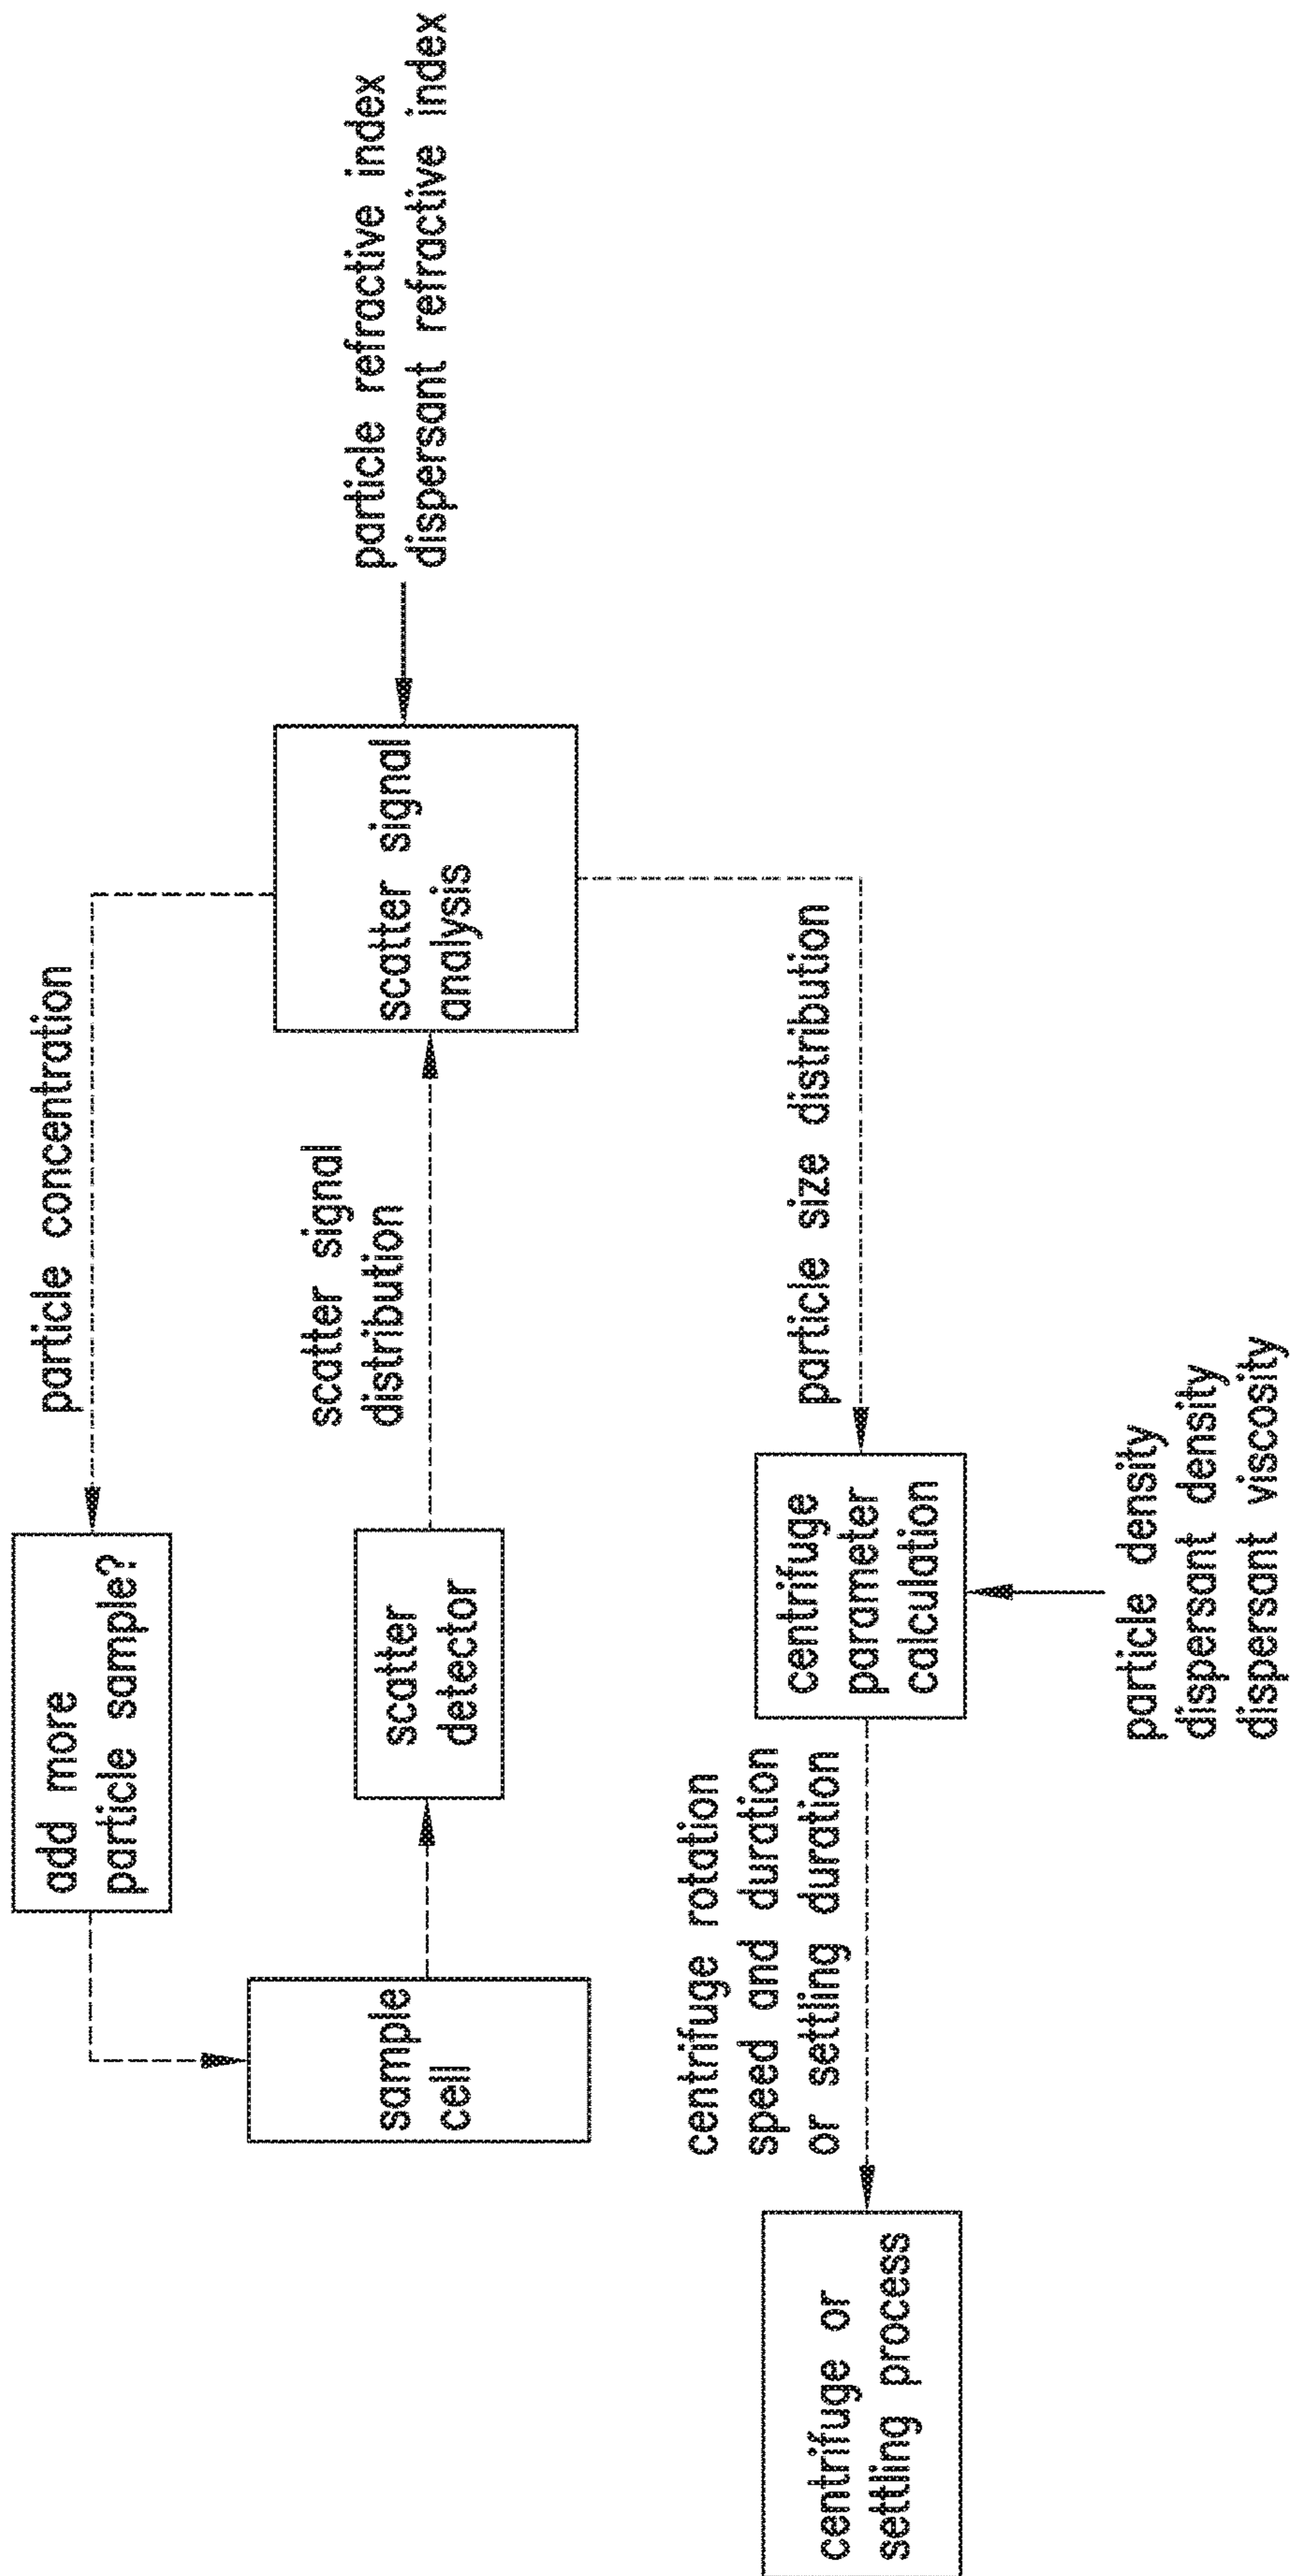 add more
particle sample?
particle concentration
sample
cell
scatter
detector
scatter signal
distribution
scatter signal
analysis
particle refractive index
dispersant refractive index
centrifuge or
settling process
centrifuge rotation
speed and duration
or settling duration
centrifuge
parameter
calculation
particle size distribution
particle density
dispersant density
dispersant viscosity